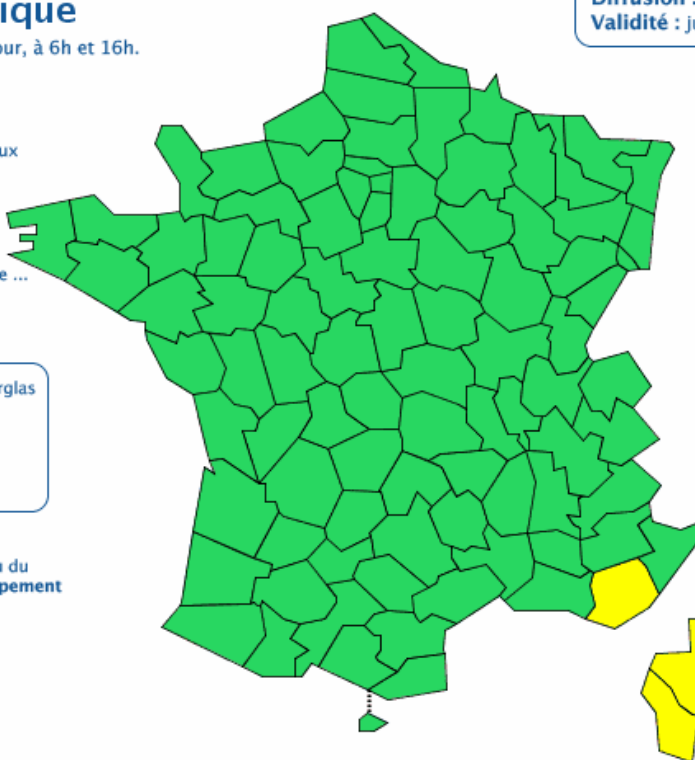 ique
our, à 6h et 16h.
Diffusion :
Validité : j
ux
e ...
rglas
u du
pement